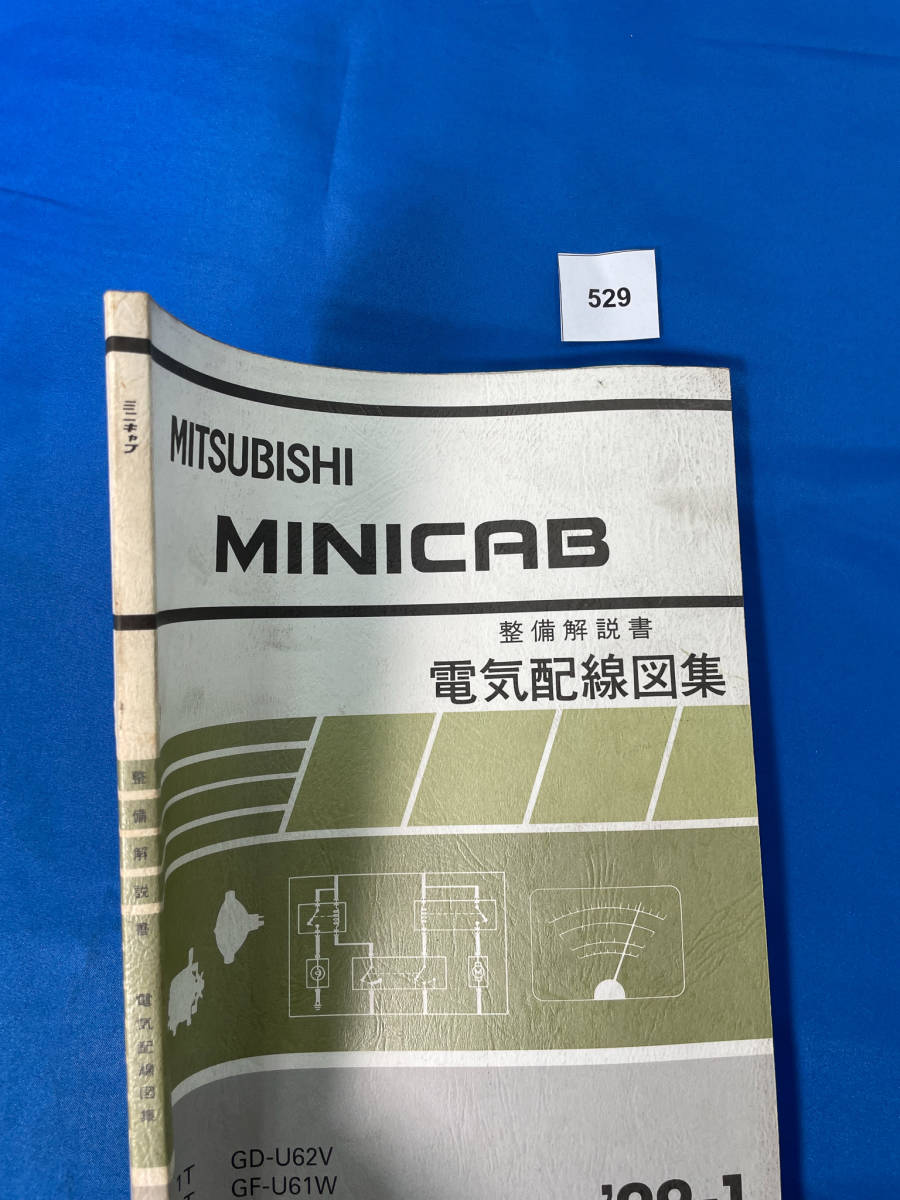 529
ミニキャブ
整備解説書 電気配線図集
MITSUBISHI
MINICAB
整備解説書
電気配線図集
1T GD-U62V
GF-U61W